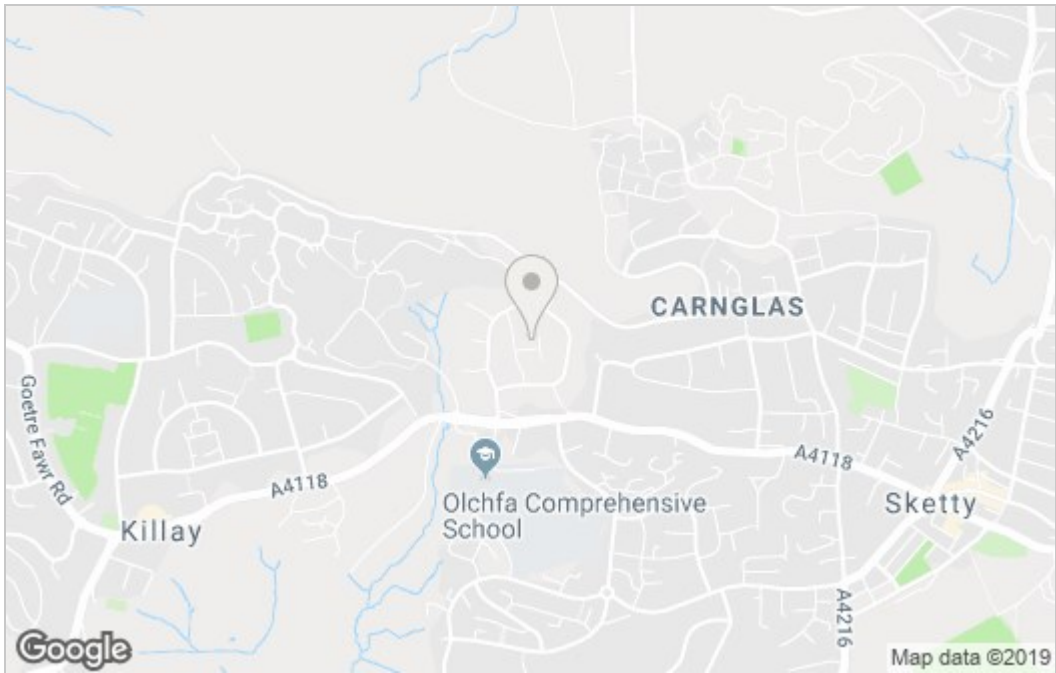 CARNGLAS
Goetre Fawr Rd
A4216
A4118
A4118
Olchfa Comprehensive
School
Sketty
Killay
A4216
Google
Map data ©2019